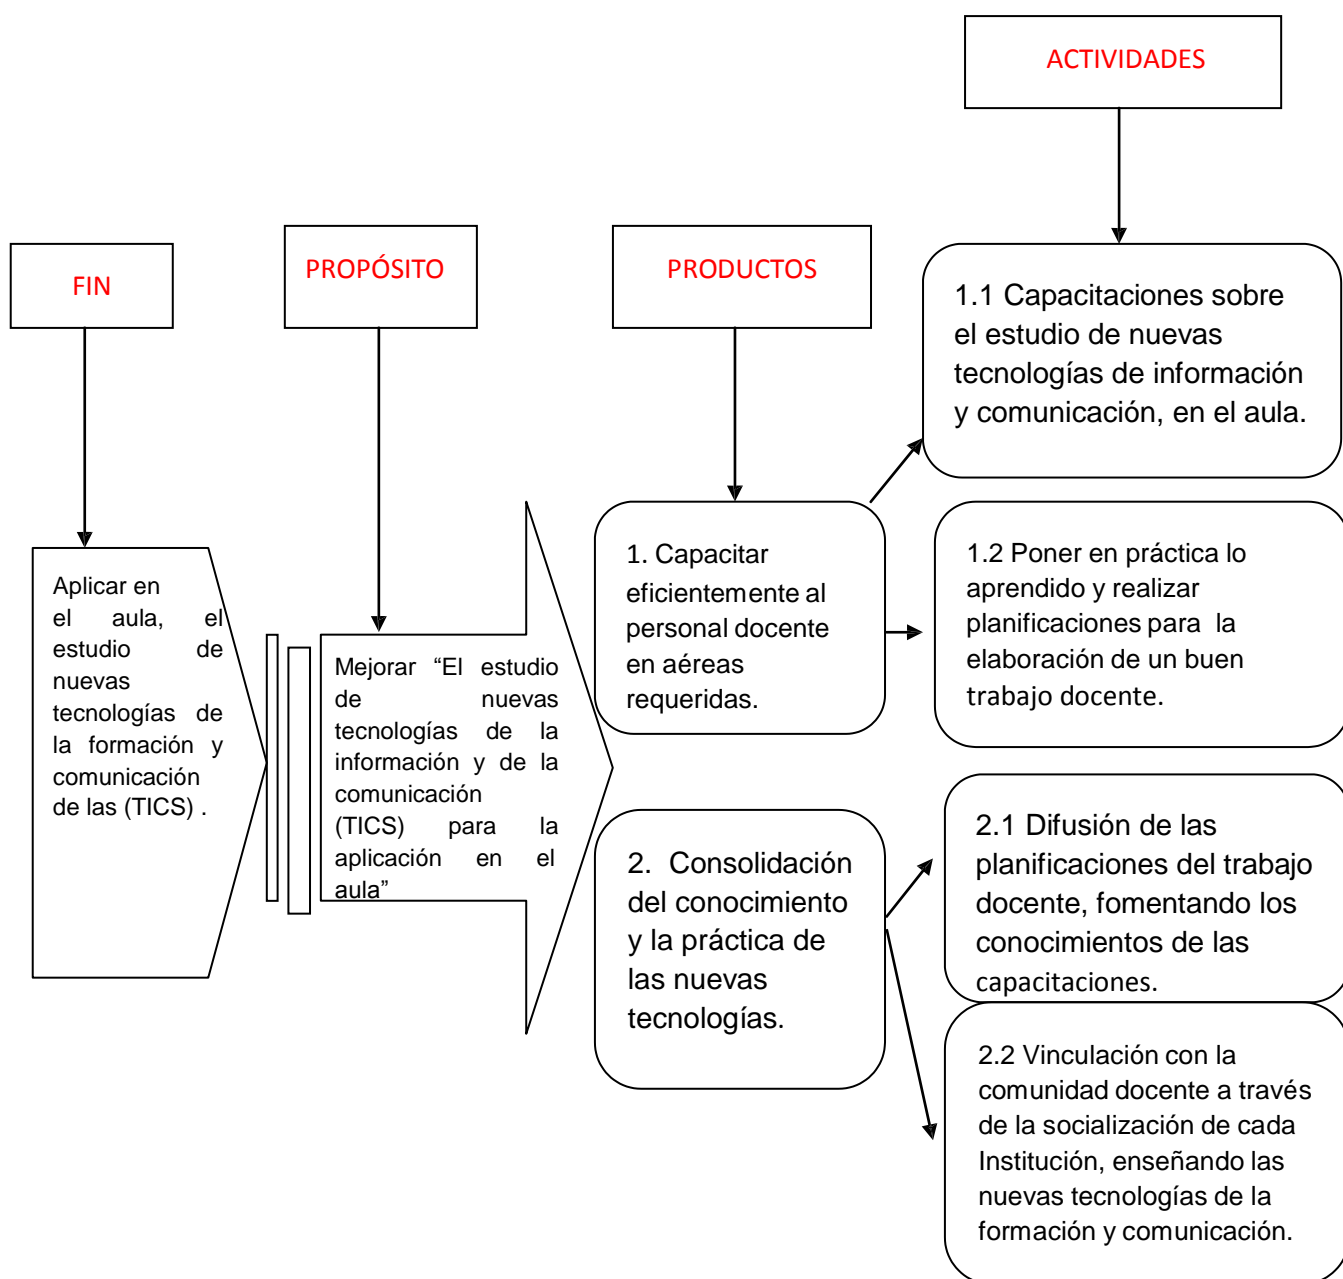 ACTIVIDADES
FIN
PROPÓSITO
PRODUCTOS
Aplicar en
el aula, el
estudio de
nuevas
tecnologías de
la formación y
comunicación
de las (TICS) .
Mejorar “El estudio
de nuevas
tecnologías de la
información y de la
comunicación
(TICS) para la
aplicación en el
aula”
1. Capacitar
eficientemente al
personal docente
en aéreas
requeridas.
2. Consolidación
del conocimiento
y la práctica de
las nuevas
tecnologías.
1.1 Capacitaciones sobre
el estudio de nuevas
tecnologías de información
y comunicación, en el aula.
1.2 Poner en práctica lo
aprendido y realizar
planificaciones para la
elaboración de un buen
trabajo docente.
2.1 Difusión de las
planificaciones del trabajo
docente, fomentando los
conocimientos de las
capacitaciones.
2.2 Vinculación con la
comunidad docente a través
de la socialización de cada
Institución, enseñando las
nuevas tecnologías de la
formación y comunicación.